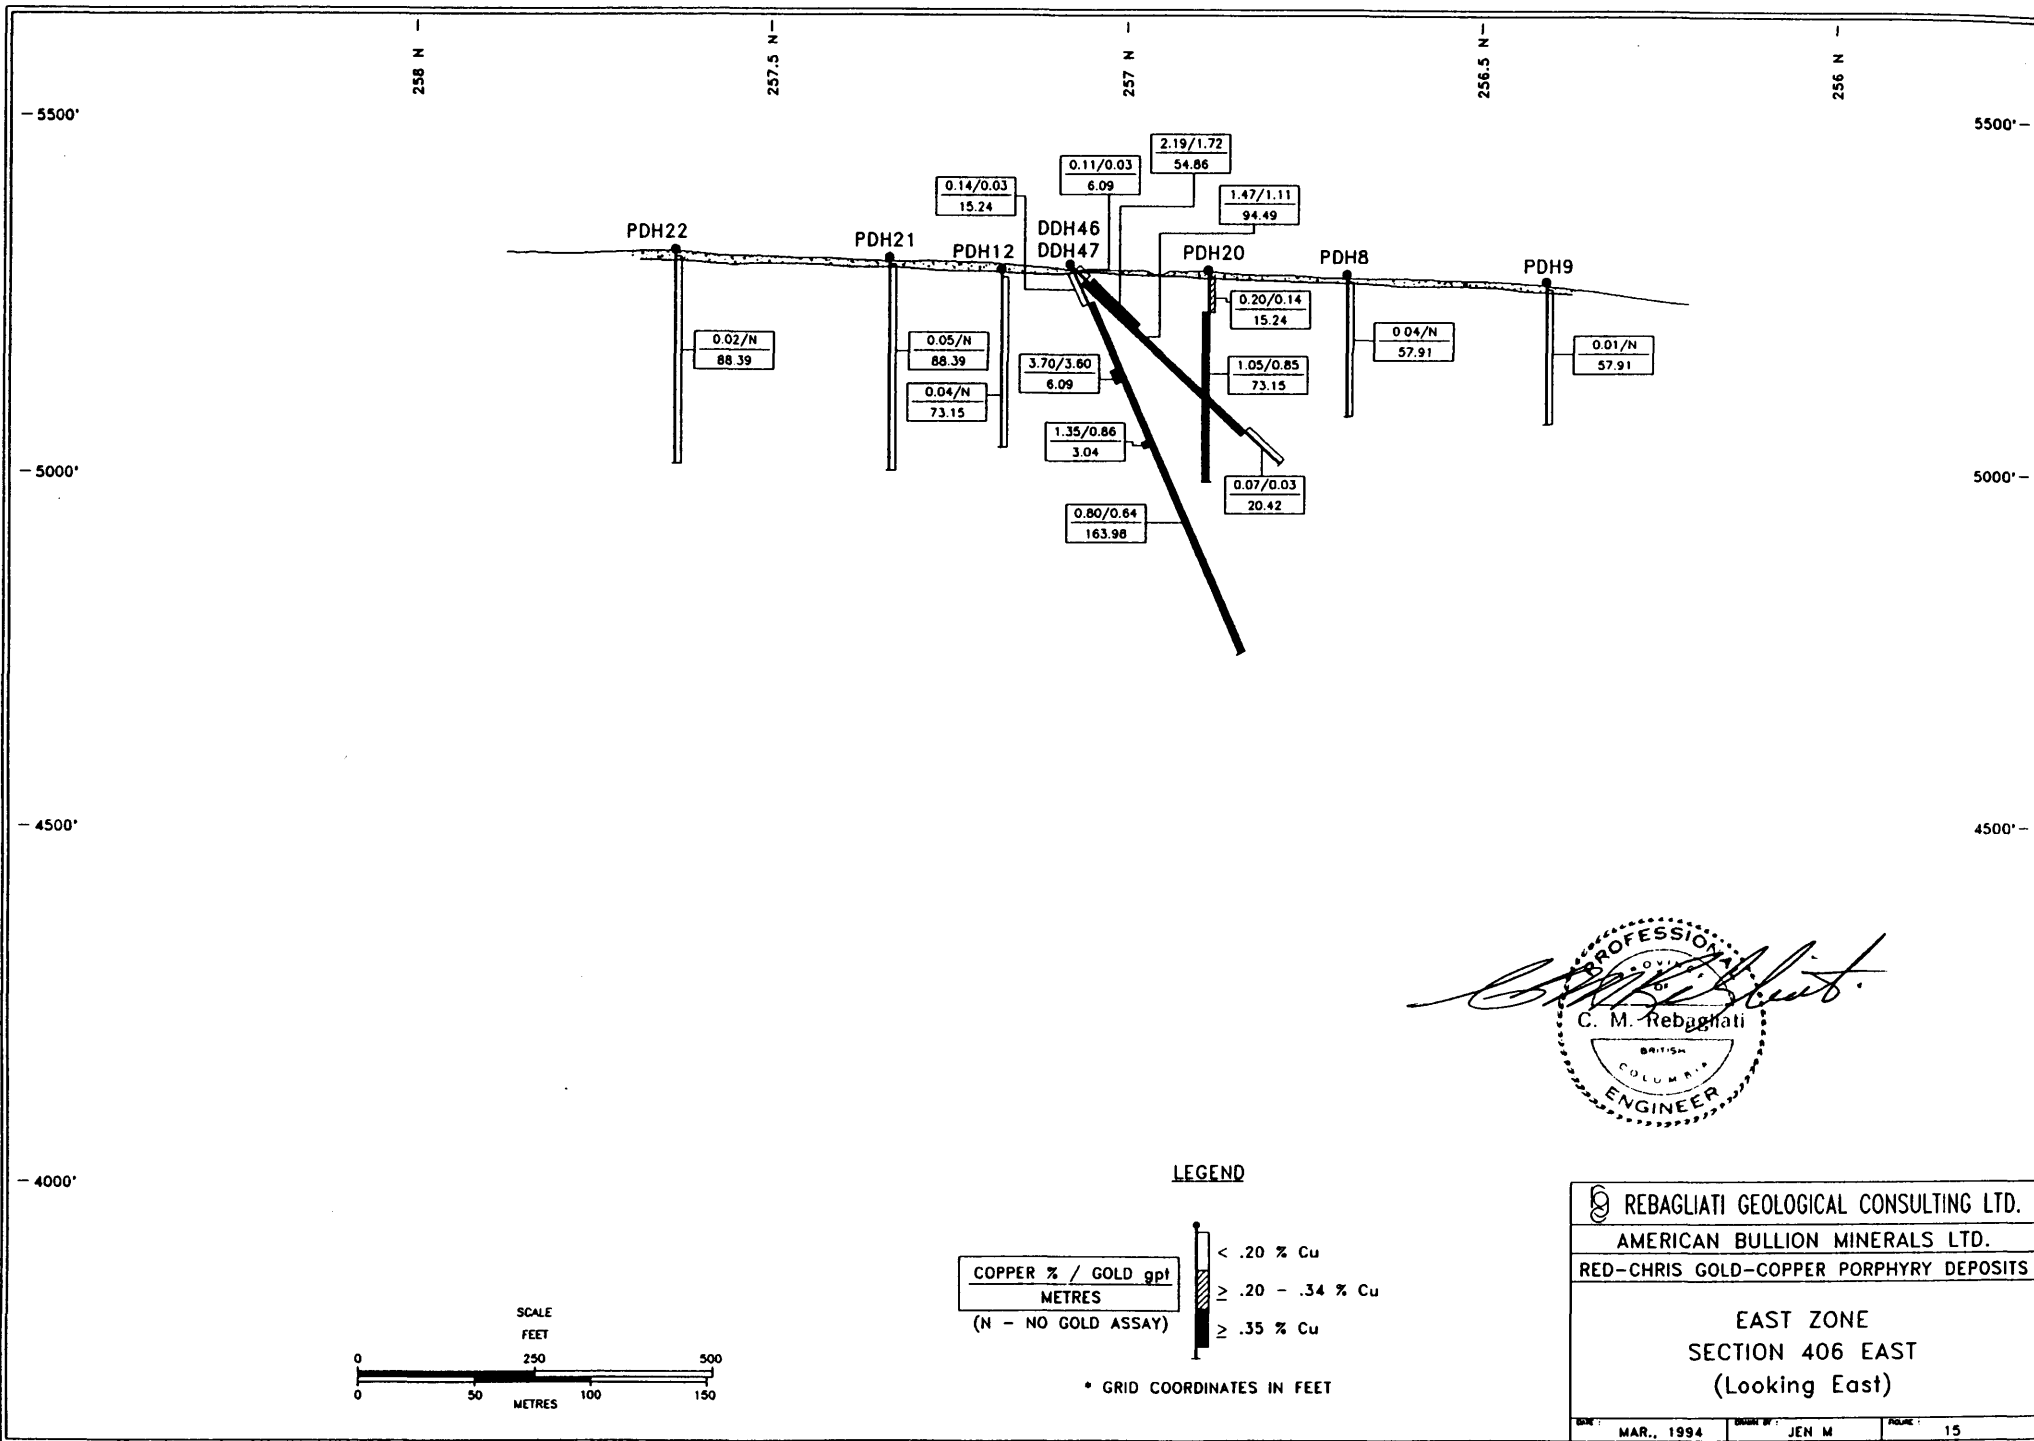 258 N
257.5 N
257 N
256.5 N
256 N
5500'
5500'
2.19/1.72
54.86
0.11/0.03
6.09
0.14/0.03
15.24
1.47/1.11
94.49
PDH22
PDH21
PDH12
DDH46
DDH47
PDH20
PDH8
PDH9
0.20/0.14
15.24
0.02/N
88.39
0.05/N
88.39
0.04/N
73.15
3.70/3.60
6.09
1.05/0.85
73.15
0.04/N
57.91
0.01/N
57.91
1.35/0.86
3.04
5000'
5000'
0.07/0.03
20.42
0.80/0.64
163.98
4500'
4500'
PROFESSIONAL
PROVINCE
OF
C. M. Rebagliati
BRITISH
COLUMBIA
ENGINEER
4000'
LEGEND
COPPER % / GOLD gpt
METRES
(N - NO GOLD ASSAY)
< .20 % Cu
≥ .20 - .34 % Cu
≥ .35 % Cu
* GRID COORDINATES IN FEET
SCALE
FEET
0 250 500
0 50 100 150
METRES
REBAGLIATI GEOLOGICAL CONSULTING LTD.
AMERICAN BULLION MINERALS LTD.
RED-CHRIS GOLD-COPPER PORPHYRY DEPOSITS
EAST ZONE
SECTION 406 EAST
(Looking East)
DATE : MAR., 1994
DRAWN BY : JEN M
FIGURE : 15